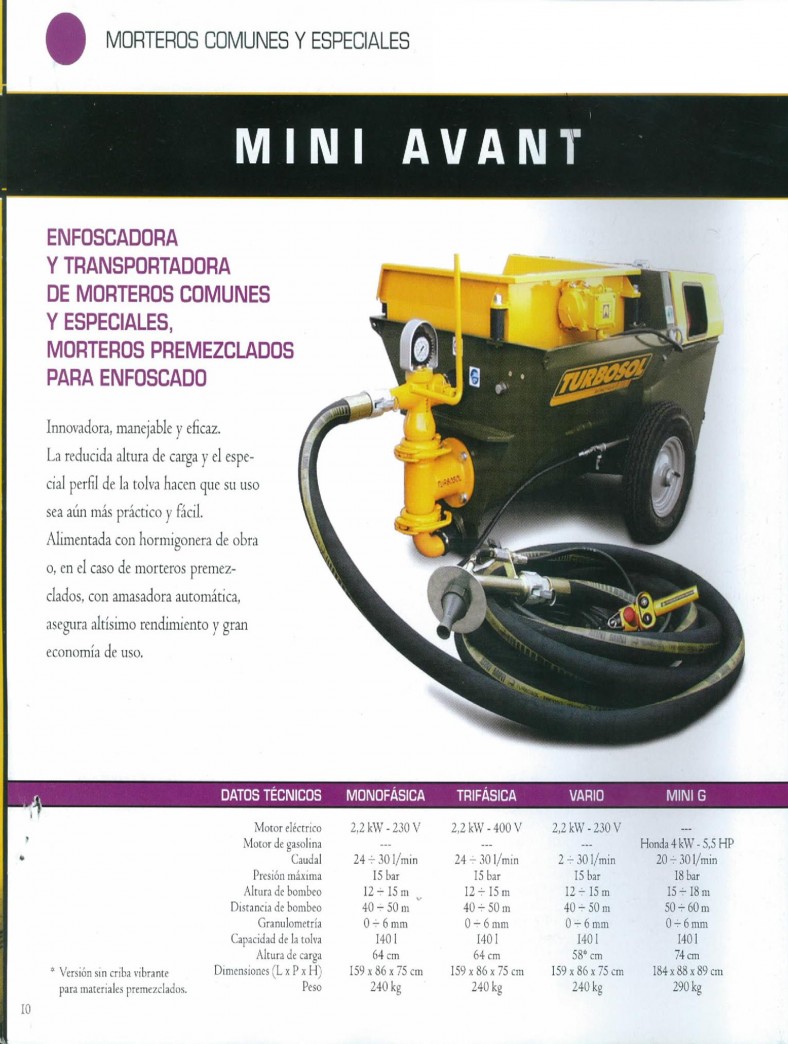 MORTEROS COMUNES Y ESPECIALES
MINI AVANT
ENFOSCADORA
Y TRANSPORTADORA
DE MORTEROS COMUNES
Y ESPECIALES,
MORTEROS PREMEZCLADOS
PARA ENFOSCADO
Innovadora, manejable y eficaz.
La reducida altura de carga y el espe-
cial perfil de la tolva hacen que su uso
sea aún más práctico y fácil.
Alimentada con hormigonera de obra
o, en el caso de morteros premez-
clados, con amasadora automática,
asegura altísimo rendimiento y gran
economía de uso.
TURBOSOL
TURBOSOL
DATOS TÉCNICOS MONOFÁSICA TRIFÁSICA VARIO MINI G
Motor eléctrico 2,2 kW - 230 V 2,2 kW - 400 V 2,2 kW - 230 V ---
Motor de gasolina --- --- --- Honda 4 kW - 5,5 HP
Caudal 24 ÷ 30 l/min 24 ÷ 30 l/min 2 ÷ 30 l/min 20 ÷ 30 l/min
Presión máxima 15 bar 15 bar 15 bar 18 bar
Altura de bombeo 12 ÷ 15 m 12 ÷ 15 m 12 ÷ 15 m 15 ÷ 18 m
Distancia de bombeo 40 ÷ 50 m 40 ÷ 50 m 40 ÷ 50 m 50 ÷ 60 m
Granulometría 0 ÷ 6 mm 0 ÷ 6 mm 0 ÷ 6 mm 0 ÷ 6 mm
Capacidad de la tolva 140 l 140 l 140 l 140 l
Altura de carga 64 cm 64 cm 58* cm 74 cm
Dimensiones (L x P x H) 159 x 86 x 75 cm 159 x 86 x 75 cm 159 x 86 x 75 cm 184 x 88 x 89 cm
Peso 240 kg 240 kg 240 kg 290 kg
* Versión sin criba vibrante
para materiales premezclados.
10